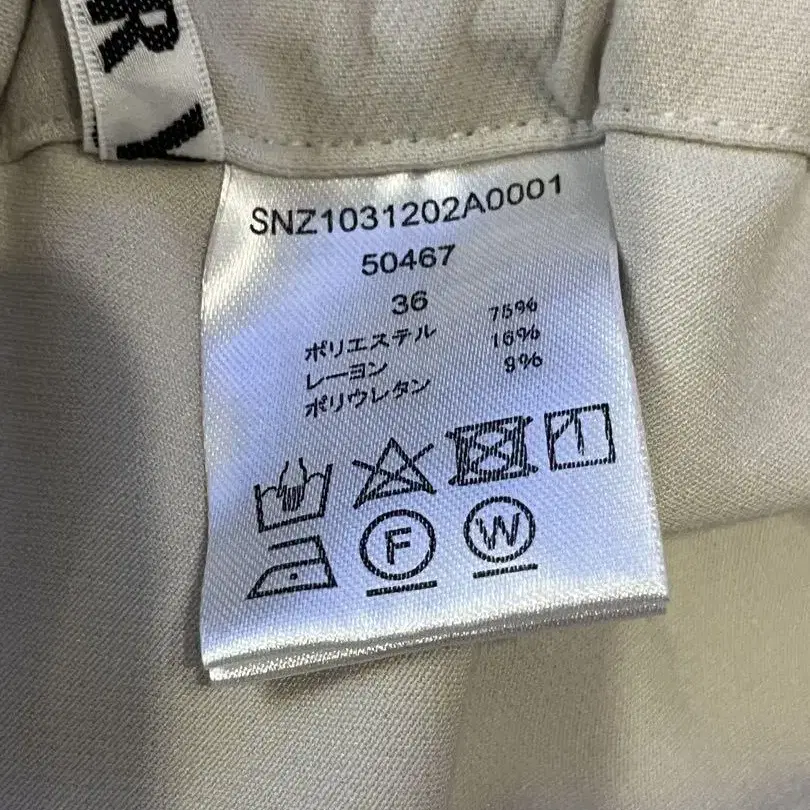 R Y
SNZ1031202A0001
50467
36
ポリエステル 75%
レーヨン 16%
ポリウレタン 9%
F W